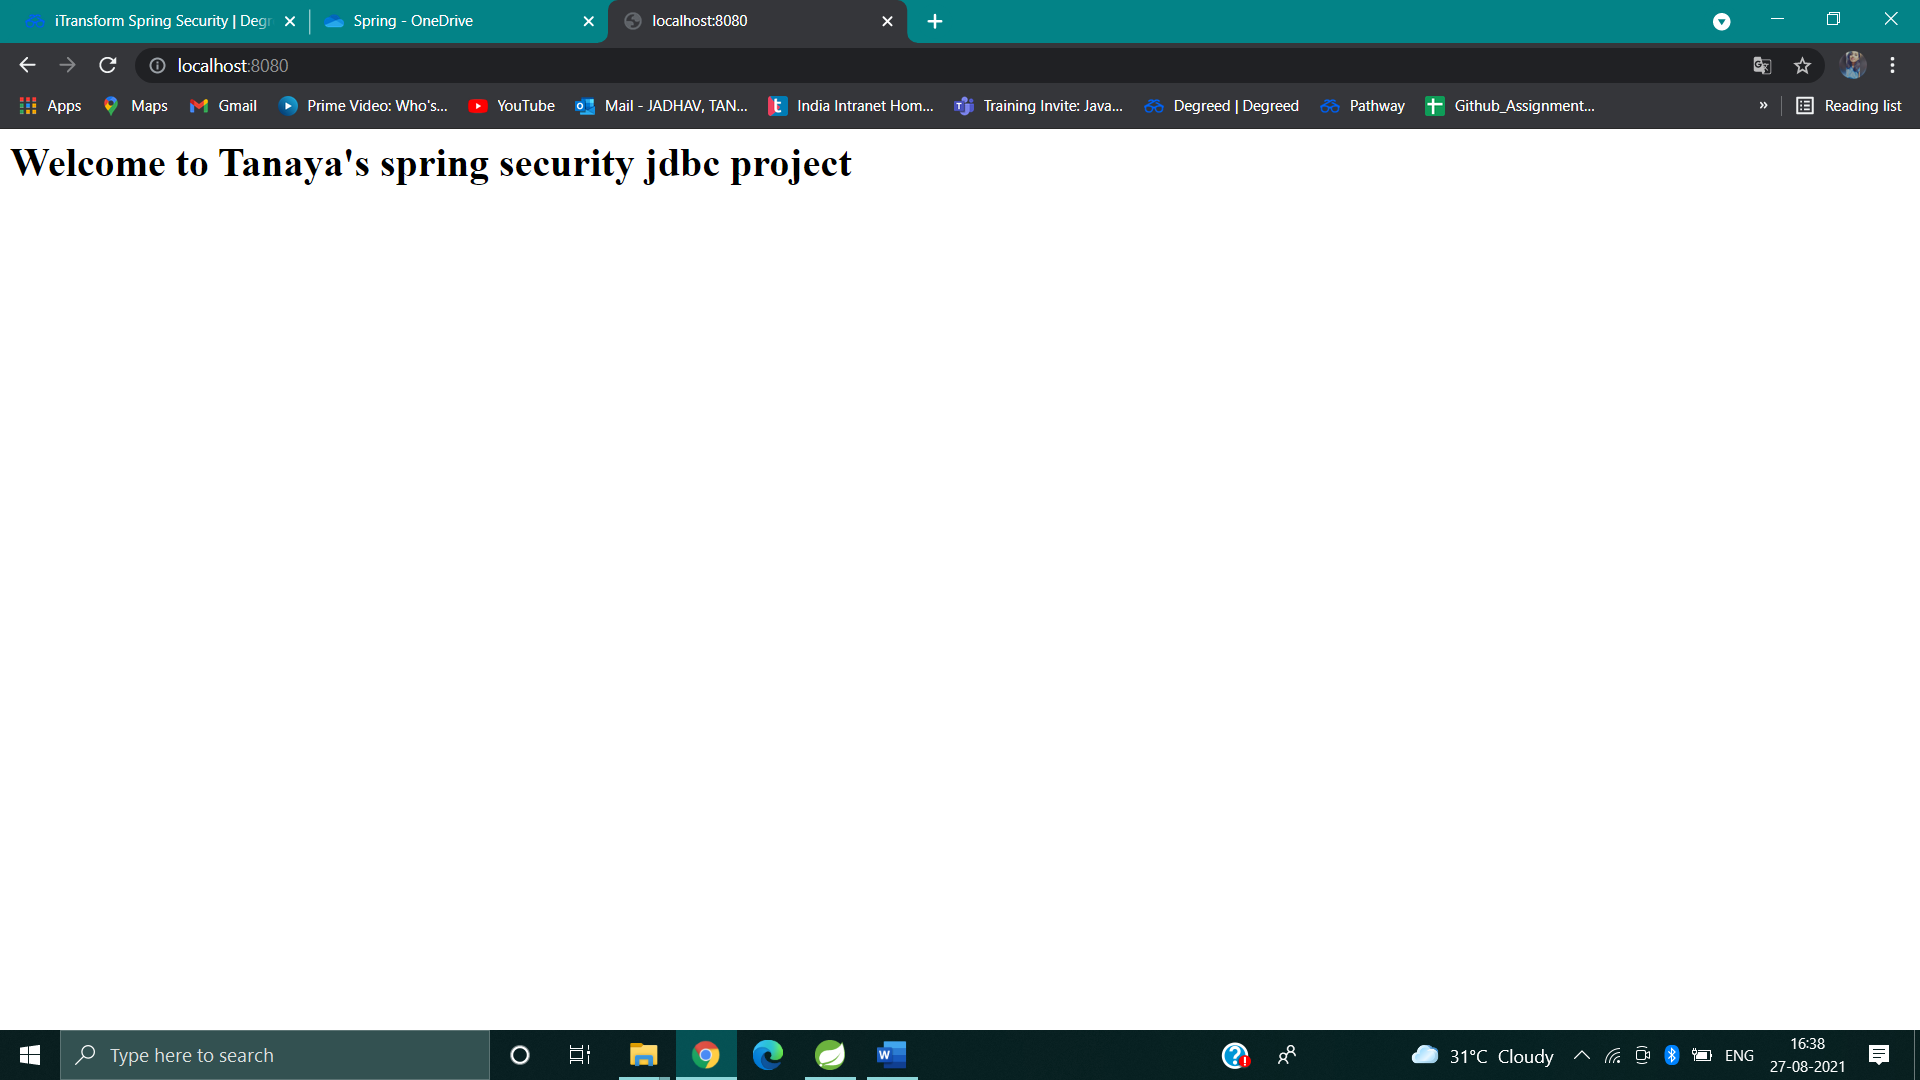 iTransform Spring Security | Degr
Spring - OneDrive
localhost:8080
localhost:8080
Apps
Maps
Gmail
Prime Video: Who's...
YouTube
Mail - JADHAV, TAN...
India Intranet Hom...
Training Invite: Java...
Degreed | Degreed
Pathway
Github_Assignment...
»
Reading list
Welcome to Tanaya's spring security jdbc project
Type here to search
31°C Cloudy
ENG
16:38
27-08-2021